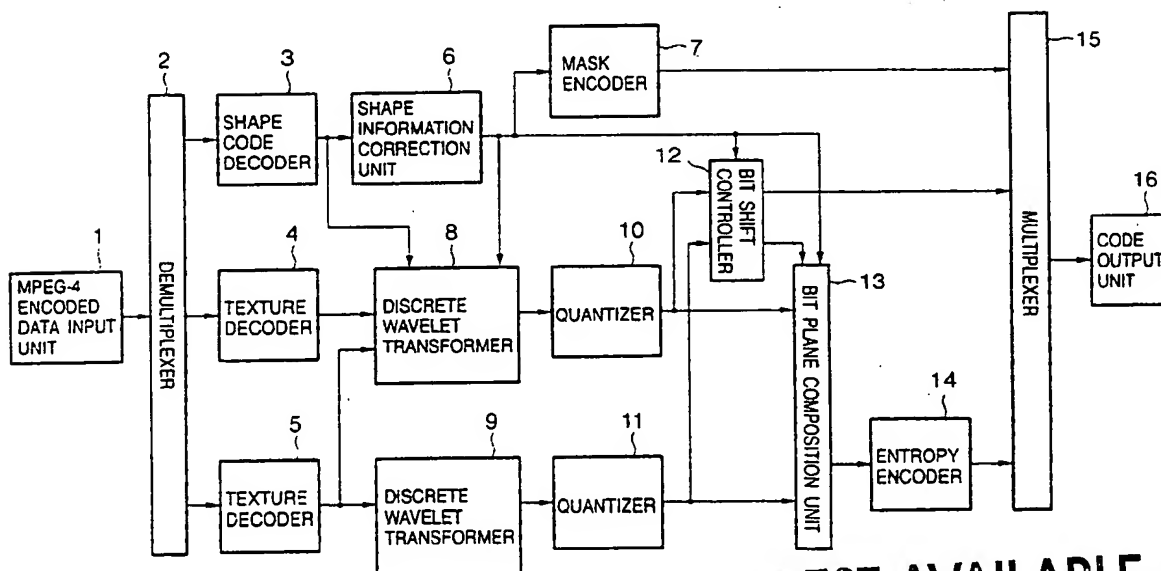 1
MPEG-4
ENCODED
DATA INPUT
UNIT
2
DEMULTIPLEXER
3
SHAPE
CODE
DECODER
6
SHAPE
INFORMATION
CORRECTION
UNIT
7
MASK
ENCODER
4
TEXTURE
DECODER
8
DISCRETE
WAVELET
TRANSFORMER
10
QUANTIZER
12
BIT SHIFT
CONTROLLER
5
TEXTURE
DECODER
9
DISCRETE
WAVELET
TRANSFORMER
11
QUANTIZER
13
BIT PLANE COMPOSITION UNIT
14
ENTROPY
ENCODER
15
MULTIPLEXER
16
CODE
OUTPUT
UNIT
AVAILABLE